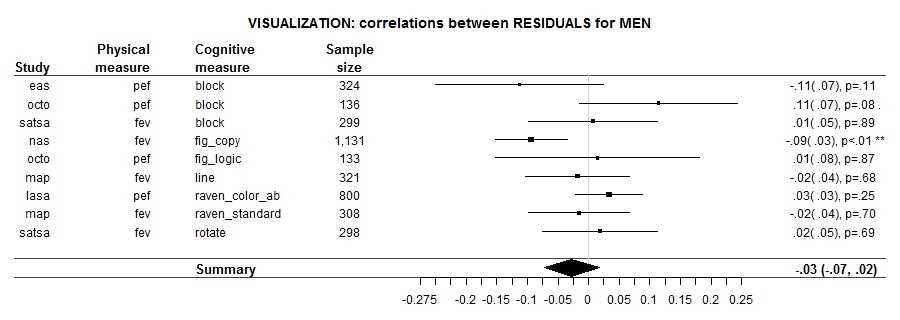 VISUALIZATION: correlations between RESIDUALS for MEN
Physical Cognitive Sample
Study measure measure size
eas pef block 324 -.11( .07), p=.11
octo pef block 136 .11( .07), p=.08 .
satsa fev block 299 .01( .05), p=.89
nas fev fig_copy 1,131 -.09( .03), p<.01 **
octo pef fig_logic 133 .01( .08), p=.87
map fev line 321 -.02( .04), p=.68
lasa pef raven_color_ab 800 .03( .03), p=.25
map fev raven_standard 308 -.02( .04), p=.70
satsa fev rotate 298 .02( .05), p=.69
Summary -.03 (-.07, .02)
-0.275 -0.2 -0.15 -0.1 -0.05 0 0.05 0.1 0.15 0.2 0.25